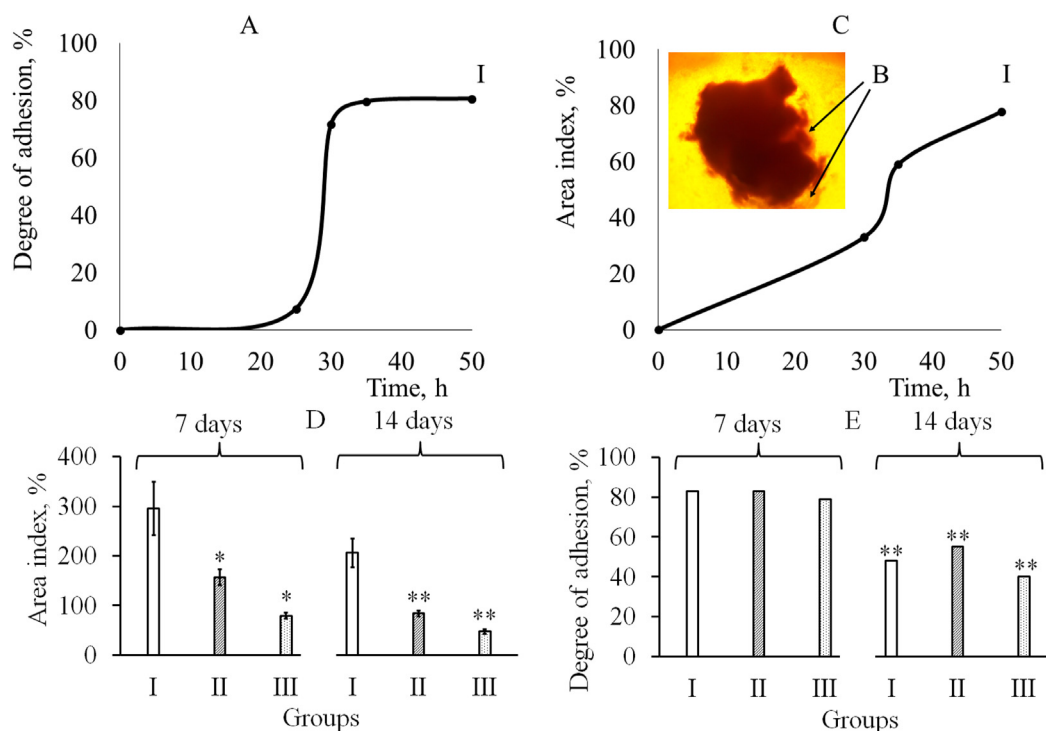 A
Degree of adhesion, %
100
80
60
40
20
0
I
0 10 20 30 40 50
Time, h
C
Area index, %
100
80
60
40
20
0
B
I
0 10 20 30 40 50
Time, h
D
7 days
14 days
Area index, %
400
300
200
100
0
*
*
**
**
I II III I II III
Groups
E
7 days
14 days
Degree of adhesion, %
100
80
60
40
20
0
**
**
**
I II III I II III
Groups